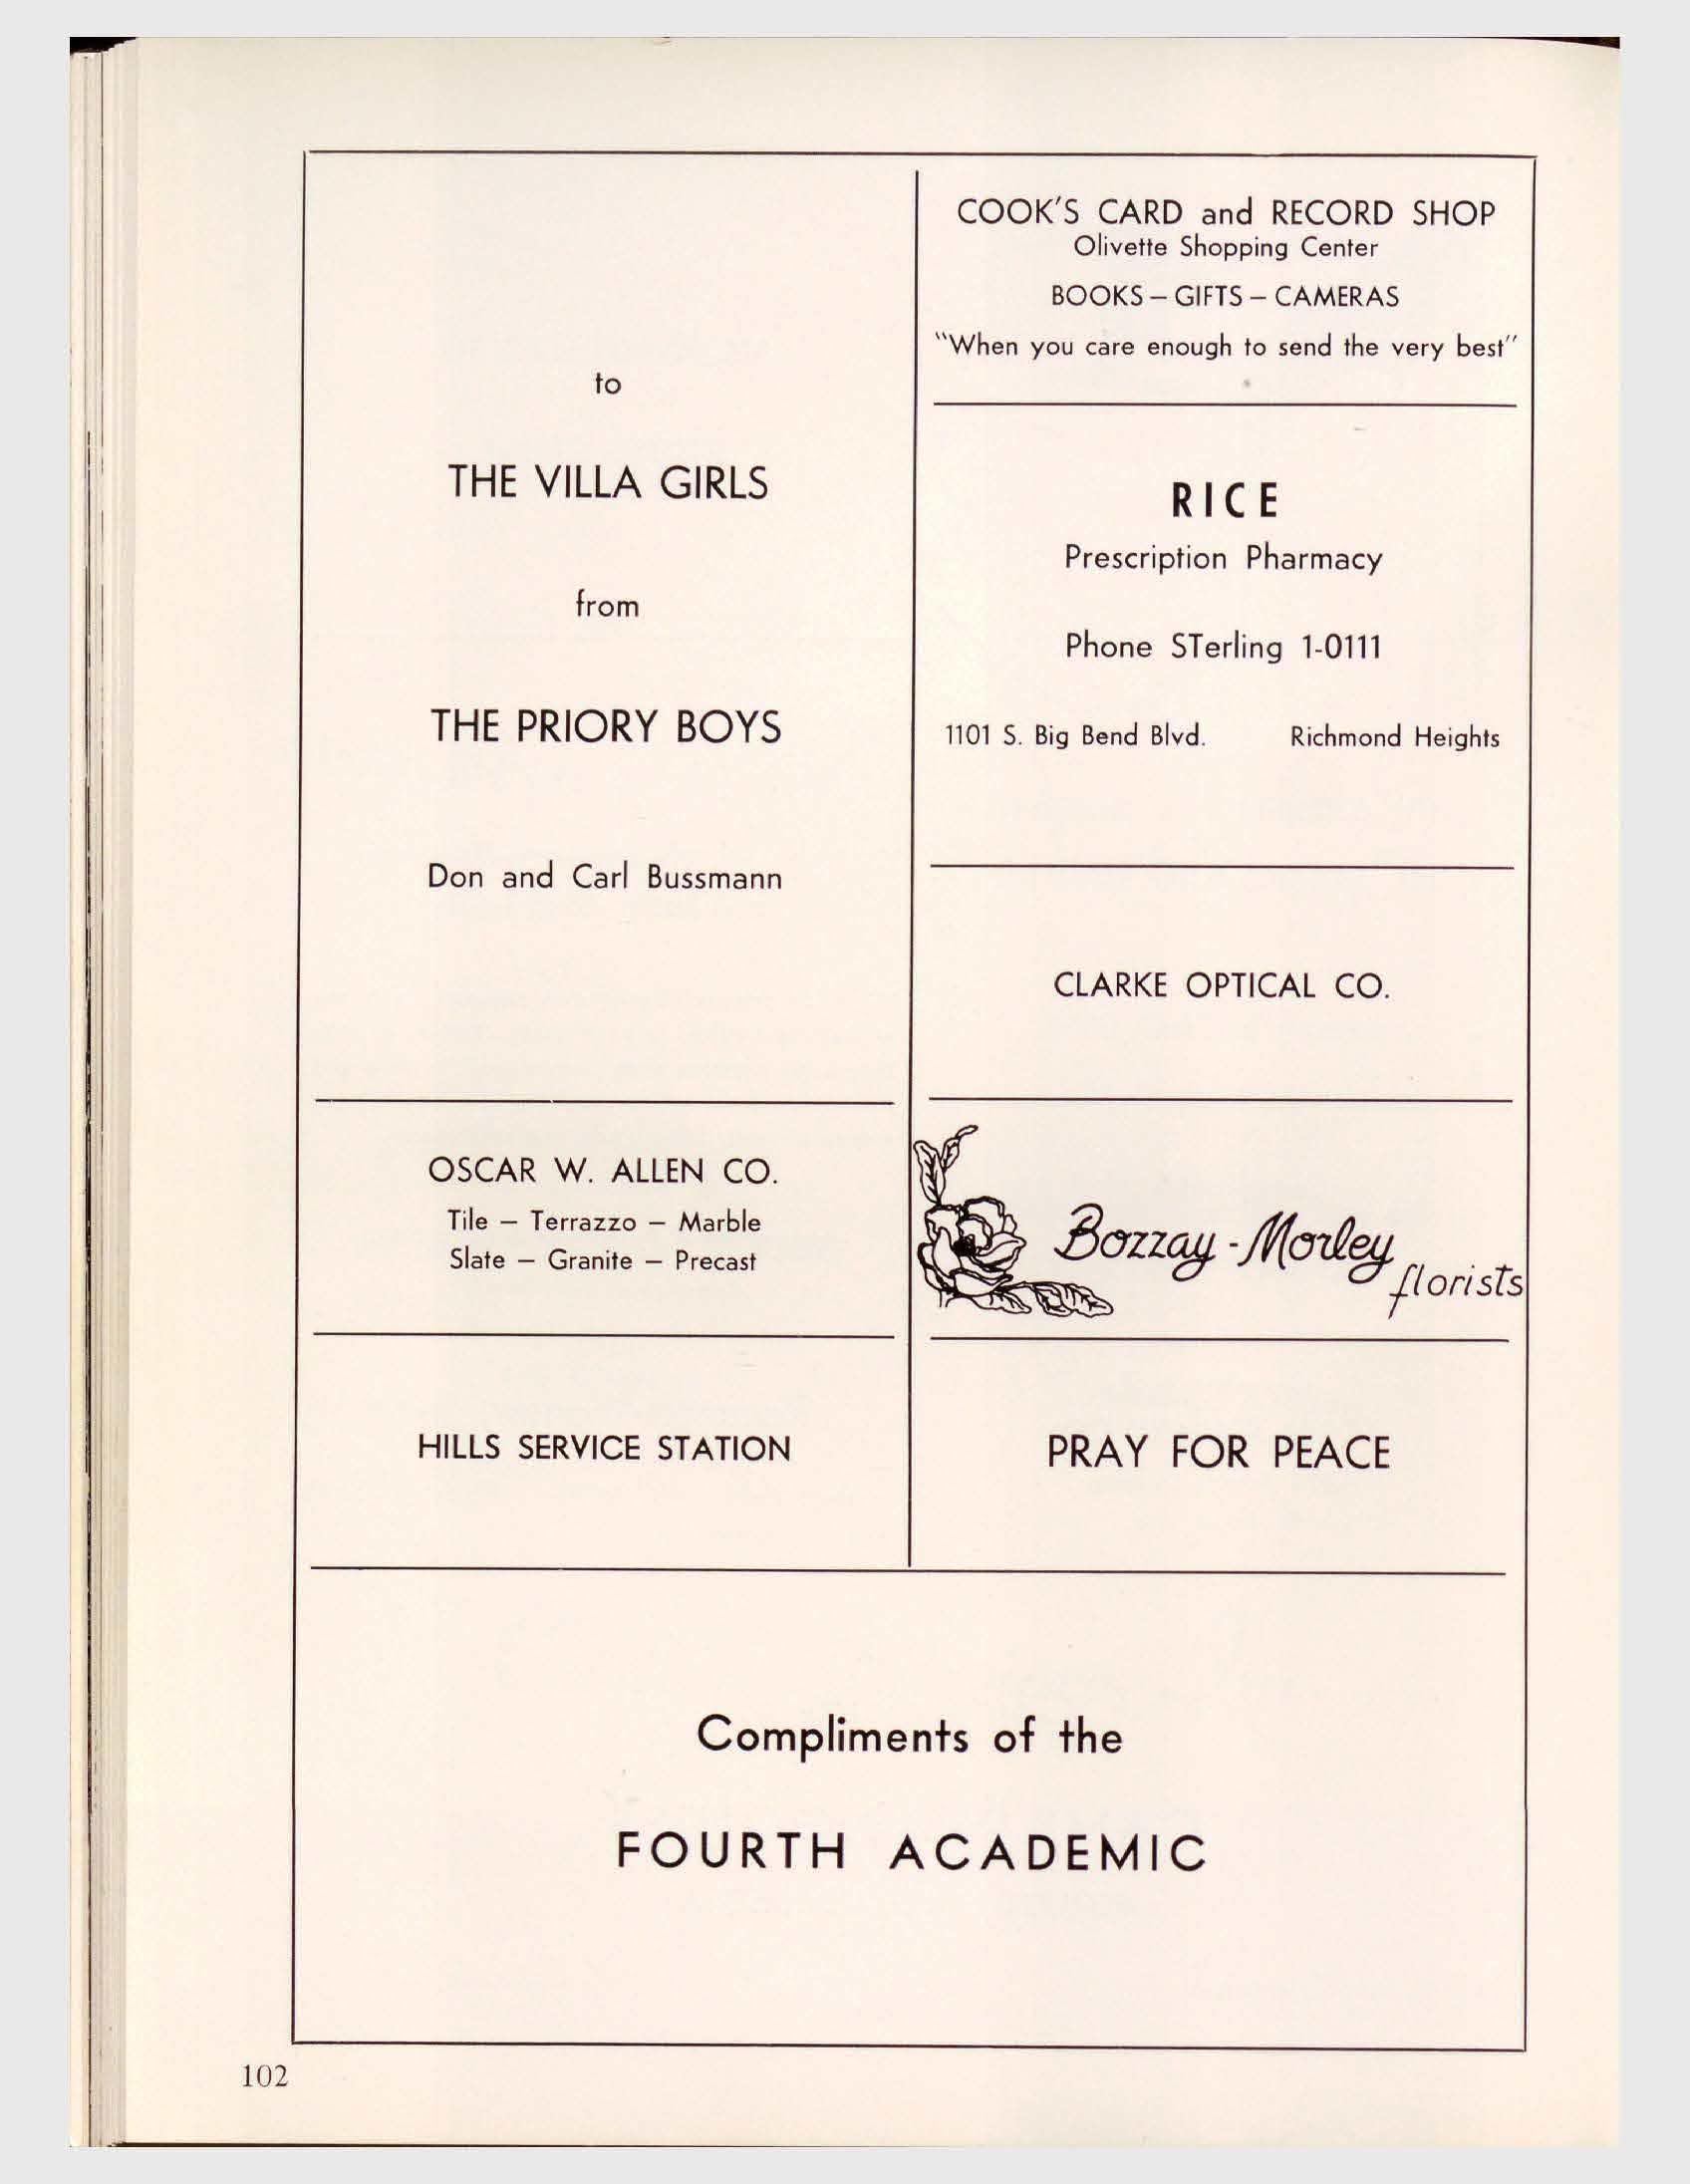 to
THE VILLA GIRLS
from
THE PRIORY BOYS
Don and Carl Bussmann
OSCAR W. ALLEN CO.
Tile – Terrazzo – Marble
Slate – Granite – Precast
HILLS SERVICE STATION
COOK'S CARD and RECORD SHOP
Olivette Shopping Center
BOOKS – GIFTS – CAMERAS
"When you care enough to send the very best"
RICE
Prescription Pharmacy
Phone STerling 1-0111
1101 S. Big Bend Blvd. Richmond Heights
CLARKE OPTICAL CO.
Bozzay-Morley
florists
PRAY FOR PEACE
Compliments of the
FOURTH ACADEMIC
102